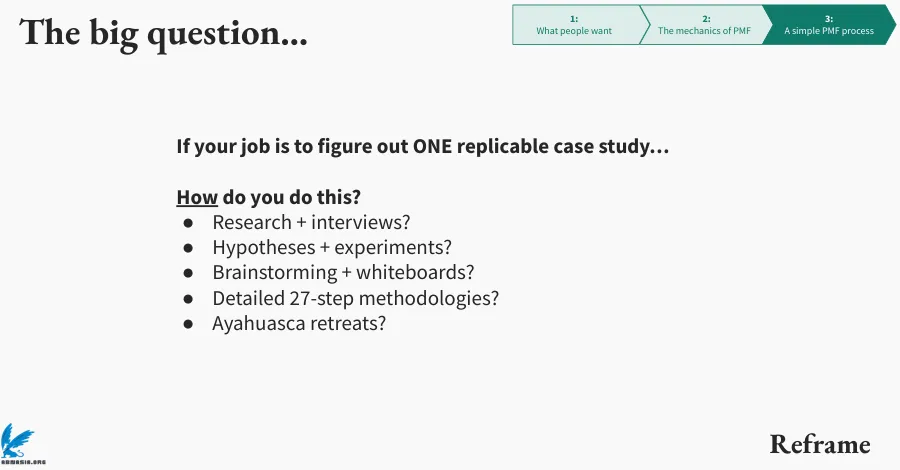 The big question...
1:
What people want
2:
The mechanics of PMF
3:
A simple PMF process
If your job is to figure out ONE replicable case study...
How do you do this?
● Research + interviews?
● Hypotheses + experiments?
● Brainstorming + whiteboards?
● Detailed 27-step methodologies?
● Ayahuasca retreats?
Reframe